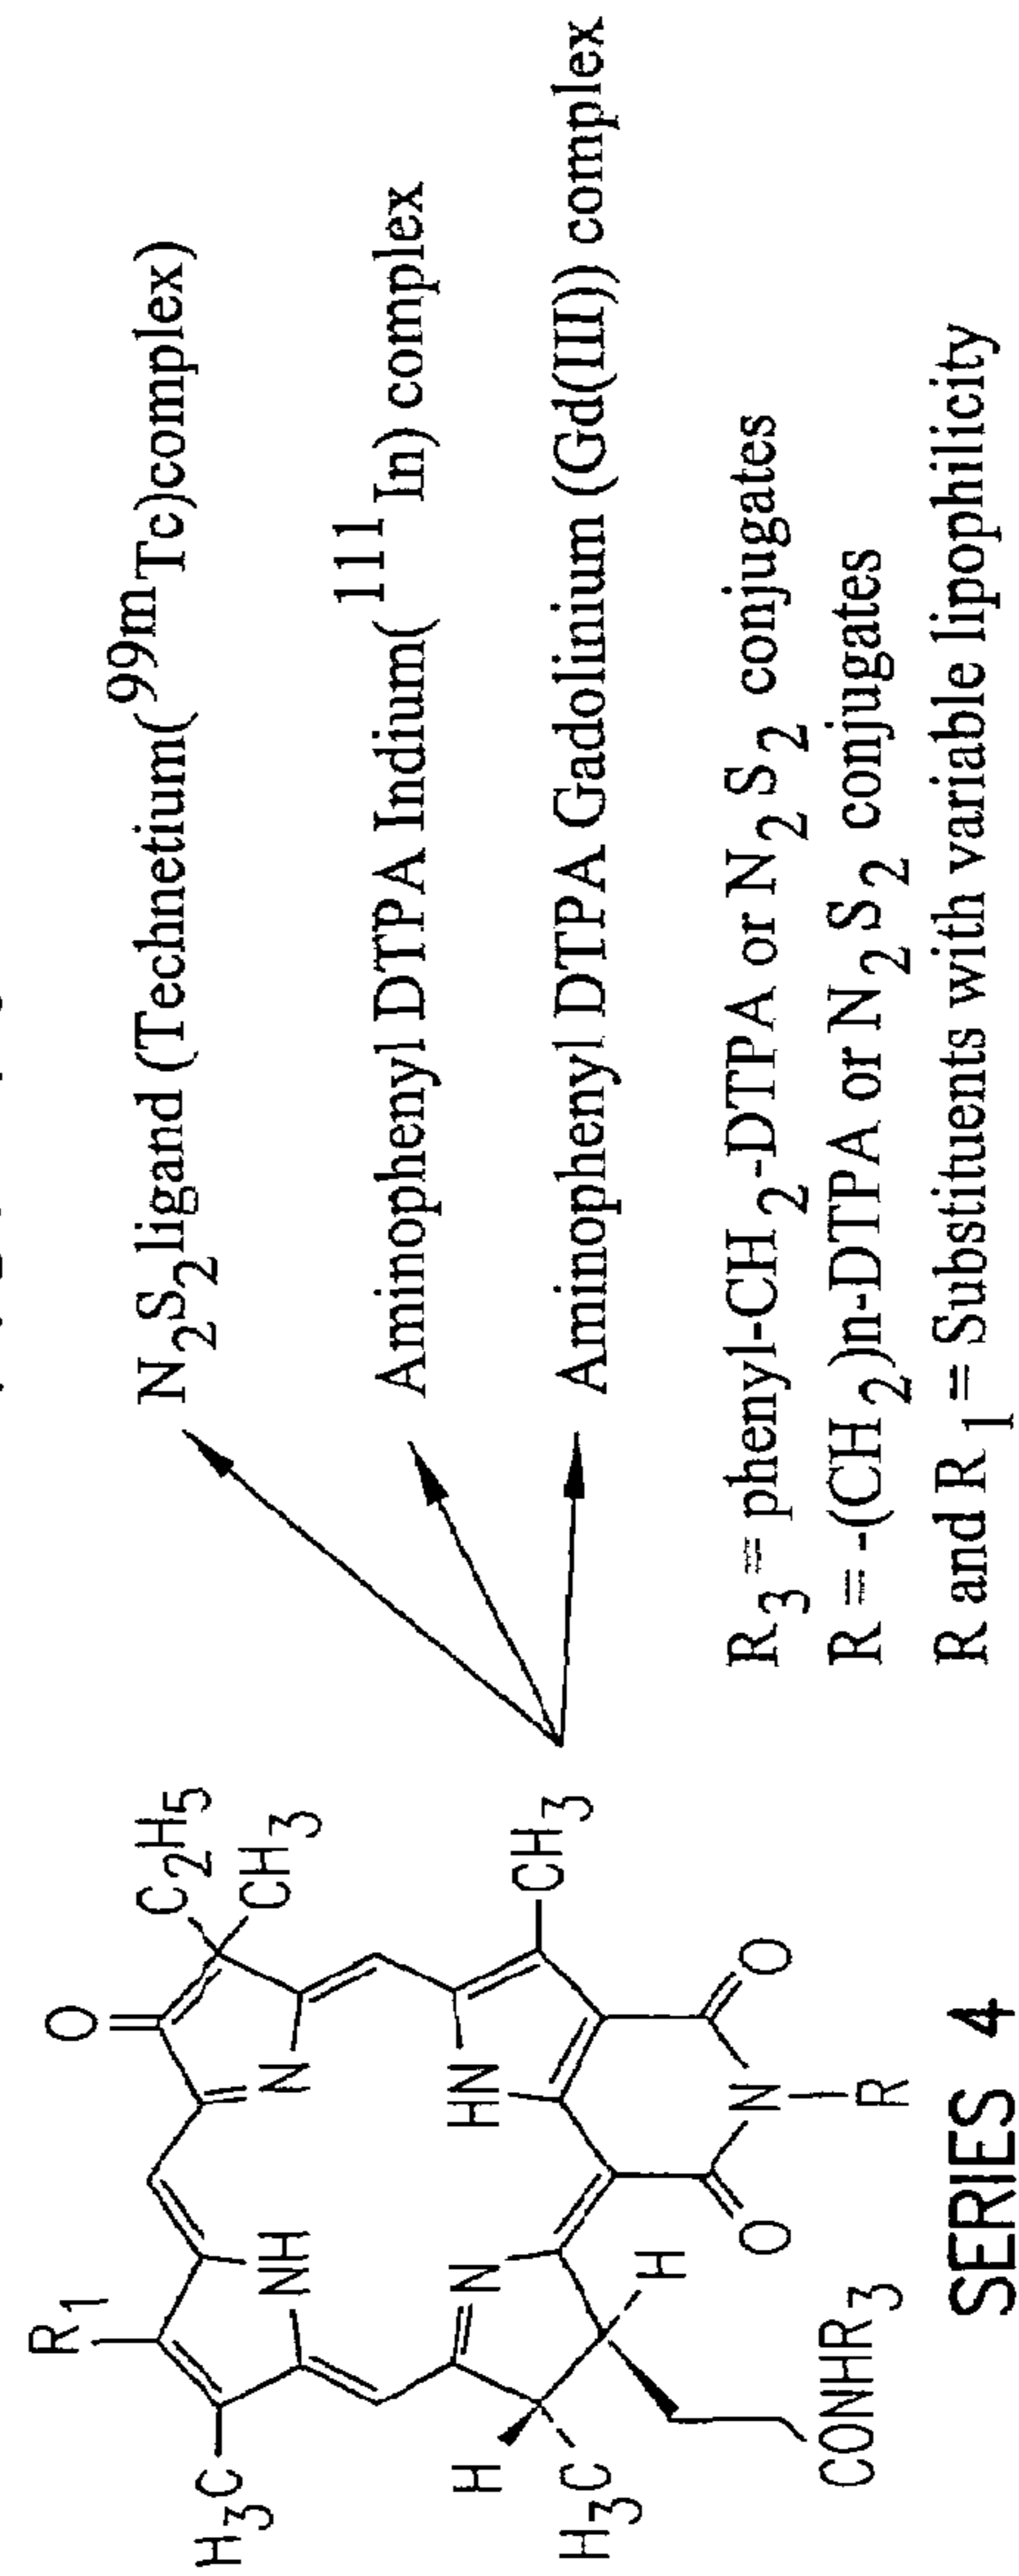 R1
H3C
O
C2H5
CH3
NH
N
N
HN
H
H3C
H
CH3
O
O
N
R
CONHR3
SERIES 4
N2S2ligand (Technetium(99mTc)complex)
Aminophenyl DTPA Indium(111In) complex
Aminophenyl DTPA Gadolinium (Gd(III)) complex
R3 = phenyl-CH2-DTPA or N2S2 conjugates
R = -(CH2)n-DTPA or N2S2 conjugates
R and R1 = Substituents with variable lipophilicity